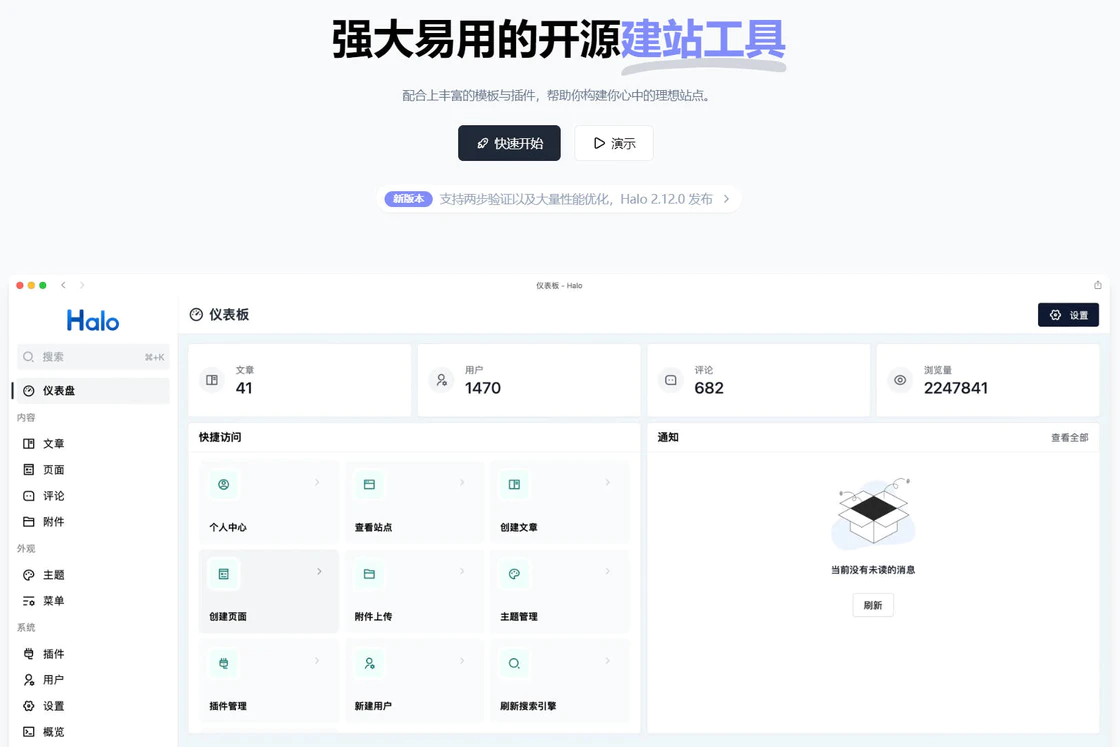 强大易用的开源建站工具
配合上丰富的模板与插件，帮助你构建你心中的理想站点。
快速开始
演示
新版本 支持两步验证以及大量性能优化，Halo 2.12.0 发布
仪表板 - Halo
Halo
搜索 ⌘+K
仪表盘
内容
文章
页面
评论
附件
外观
主题
菜单
系统
插件
用户
设置
概览
仪表板
设置
文章
41
用户
1470
评论
682
浏览量
2247841
快捷访问
个人中心
查看站点
创建文章
创建页面
附件上传
主题管理
插件管理
新建用户
刷新搜索引擎
通知
查看全部
当前没有未读的消息
刷新